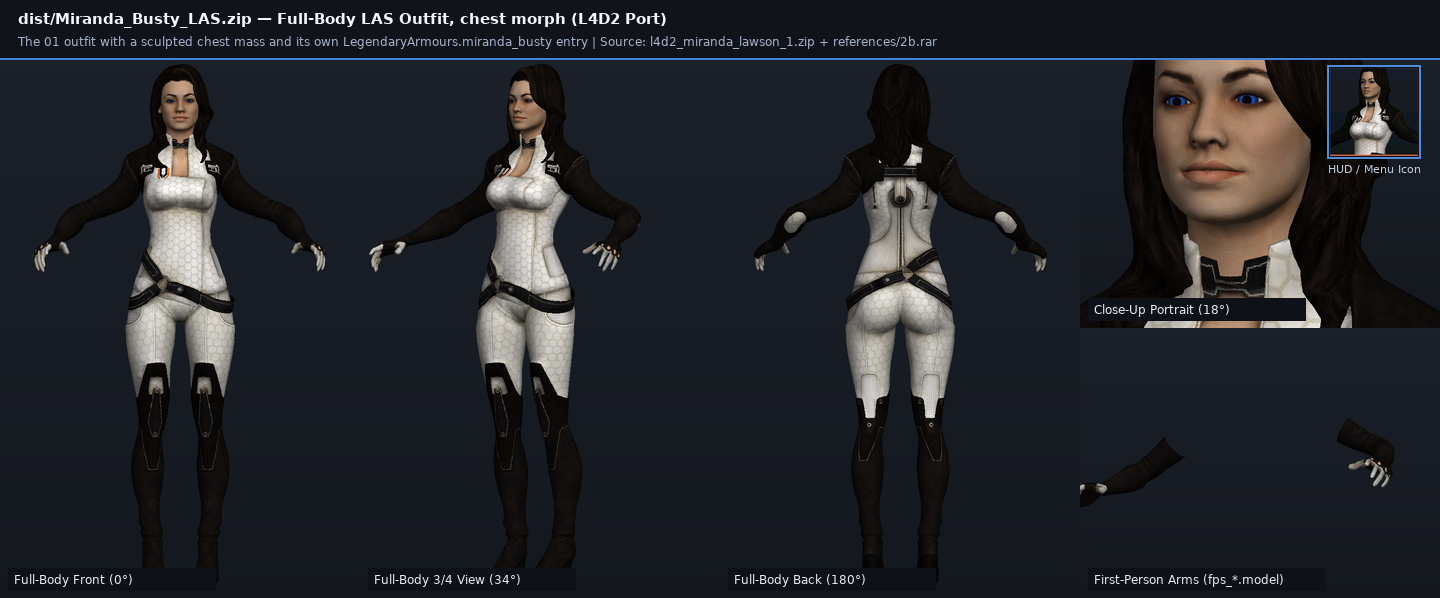 dist/Miranda_Busty_LAS.zip — Full-Body LAS Outfit, chest morph (L4D2 Port)
The 01 outfit with a sculpted chest mass and its own LegendaryArmours.miranda_busty entry | Source: l4d2_miranda_lawson_1.zip + references/2b.rar
HUD / Menu Icon
Close-Up Portrait (18°)
Full-Body Front (0°)
Full-Body 3/4 View (34°)
Full-Body Back (180°)
First-Person Arms (fps_*.model)